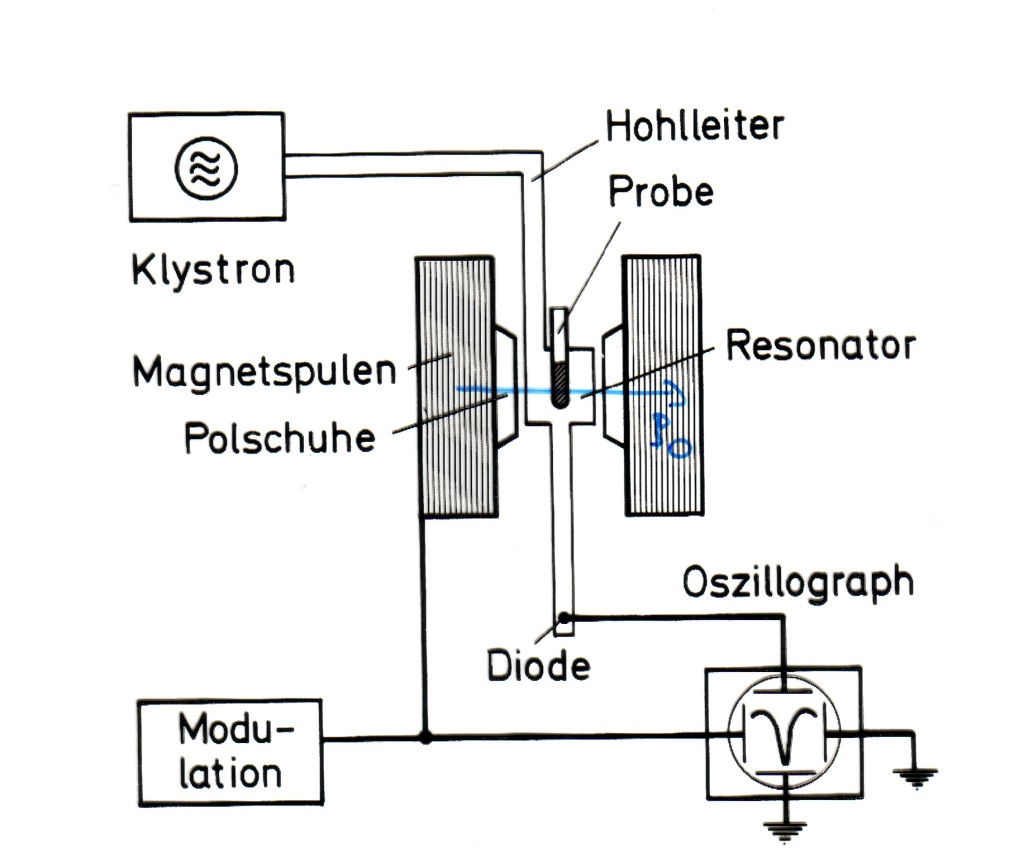 Hohlleiter
Probe
Klystron
Resonator
Magnetspulen
B0
Polschuhe
Oszillograph
Diode
Modu-
lation